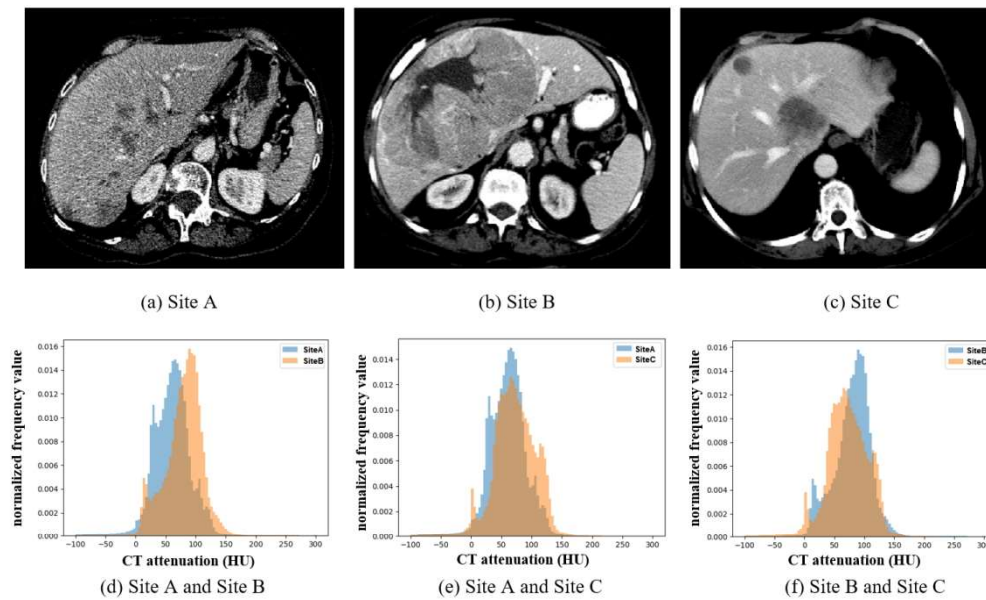 (a) Site A
(b) Site B
(c) Site C
normalized frequency value
0.016
0.014
0.012
0.010
0.008
0.006
0.004
0.002
0.000
−100 −50 0 50 100 150 200 250 300
CT attenuation (HU)
SiteA
SiteB
(d) Site A and Site B
normalized frequency value
0.014
0.012
0.010
0.008
0.006
0.004
0.002
0.000
−100 −50 0 50 100 150 200 250 300
CT attenuation (HU)
SiteA
SiteC
(e) Site A and Site C
normalized frequency value
0.016
0.014
0.012
0.010
0.008
0.006
0.004
0.002
0.000
−100 −50 0 50 100 150 200 250 300
CT attenuation (HU)
SiteB
SiteC
(f) Site B and Site C